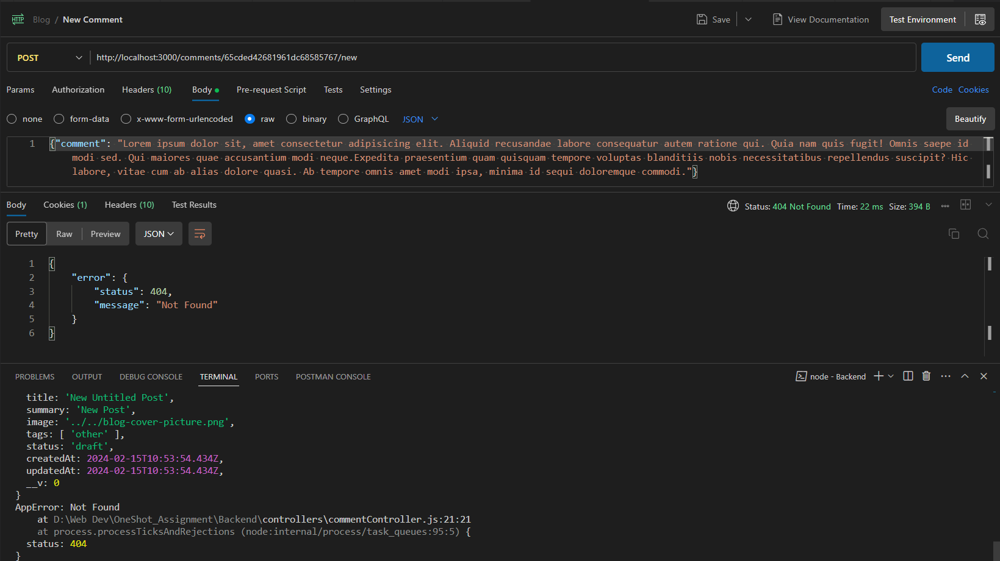 HTTP Blog / New Comment Save View Documentation Test Environment
POST http://localhost:3000/comments/65cded42681961dc68585767/new Send
Params Authorization Headers (10) Body Pre-request Script Tests Settings Code Cookies
none form-data x-www-form-urlencoded raw binary GraphQL JSON Beautify
1 {"comment": "Lorem ipsum dolor sit, amet consectetur adipisicing elit. Aliquid recusandae labore consequatur autem ratione qui. Quia nam quis fugit! Omnis saepe id
modi sed. Qui maiores quae accusantium modi neque.Expedita praesentium quam quisquam tempore voluptas blanditiis nobis necessitatibus repellendus suscipit? Hic
labore, vitae cum ab alias dolore quasi. Ab tempore omnis amet modi ipsa, minima id sequi doloremque commodi."}
Body Cookies (1) Headers (10) Test Results Status: 404 Not Found Time: 22 ms Size: 394 B
Pretty Raw Preview JSON
1 {
2 "error": {
3 "status": 404,
4 "message": "Not Found"
5 }
6 }
PROBLEMS OUTPUT DEBUG CONSOLE TERMINAL PORTS POSTMAN CONSOLE node - Backend
title: 'New Untitled Post',
summary: 'New Post',
image: '../../blog-cover-picture.png',
tags: [ 'other' ],
status: 'draft',
createdAt: 2024-02-15T10:53:54.434Z,
updatedAt: 2024-02-15T10:53:54.434Z,
__v: 0
}
AppError: Not Found
at D:\Web Dev\OneShot_Assignment\Backend\controllers\commentController.js:21:21
at process.processTicksAndRejections (node:internal/process/task_queues:95:5) {
status: 404
}